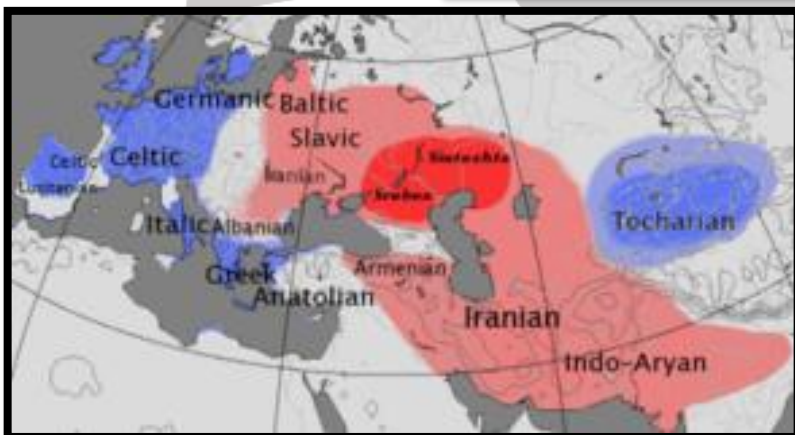 Germanic Baltic
Slavic
Sintashta
Celtic Celtic
Iranian
Lusitanian
Srubna
Italic Albanian
Tocharian
Greek
Armenian
Anatolian
Iranian
Indo-Aryan